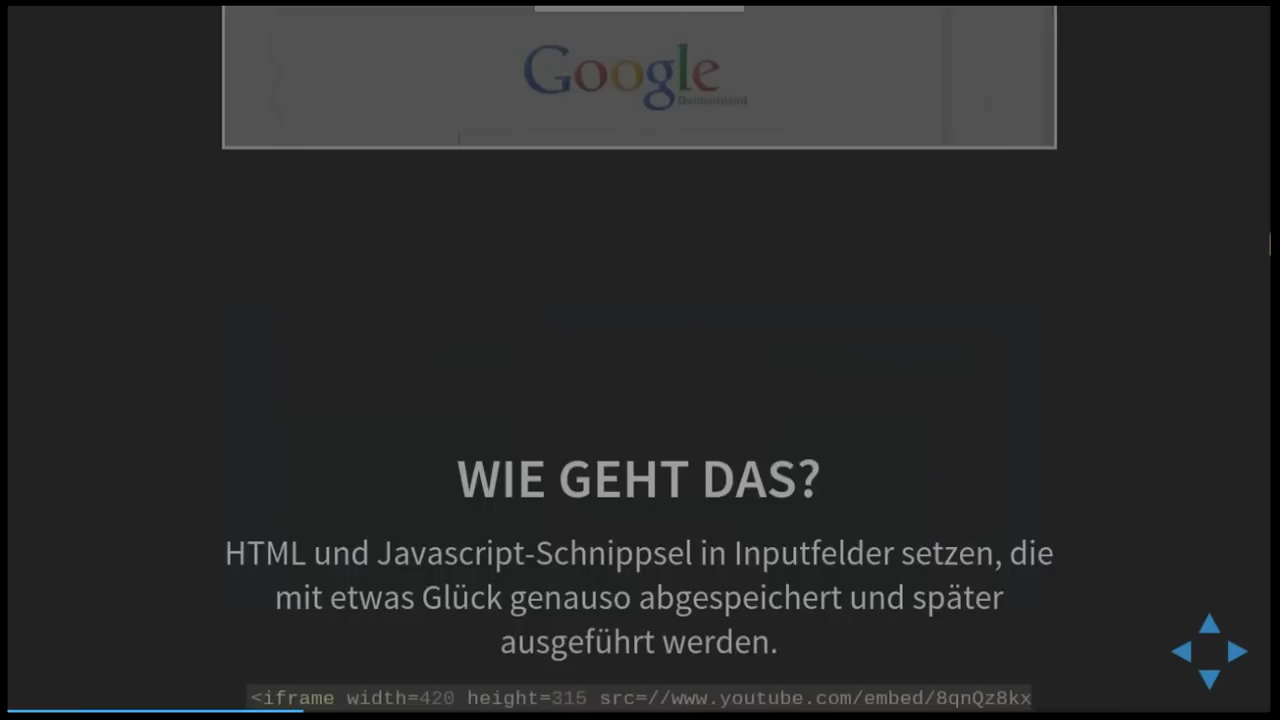 Google
Deutschland
WIE GEHT DAS?
HTML und Javascript-Schnippsel in Inputfelder setzen, die
mit etwas Glück genauso abgespeichert und später
ausgeführt werden.
<iframe width=420 height=315 src=//www.youtube.com/embed/8qnQz8kx